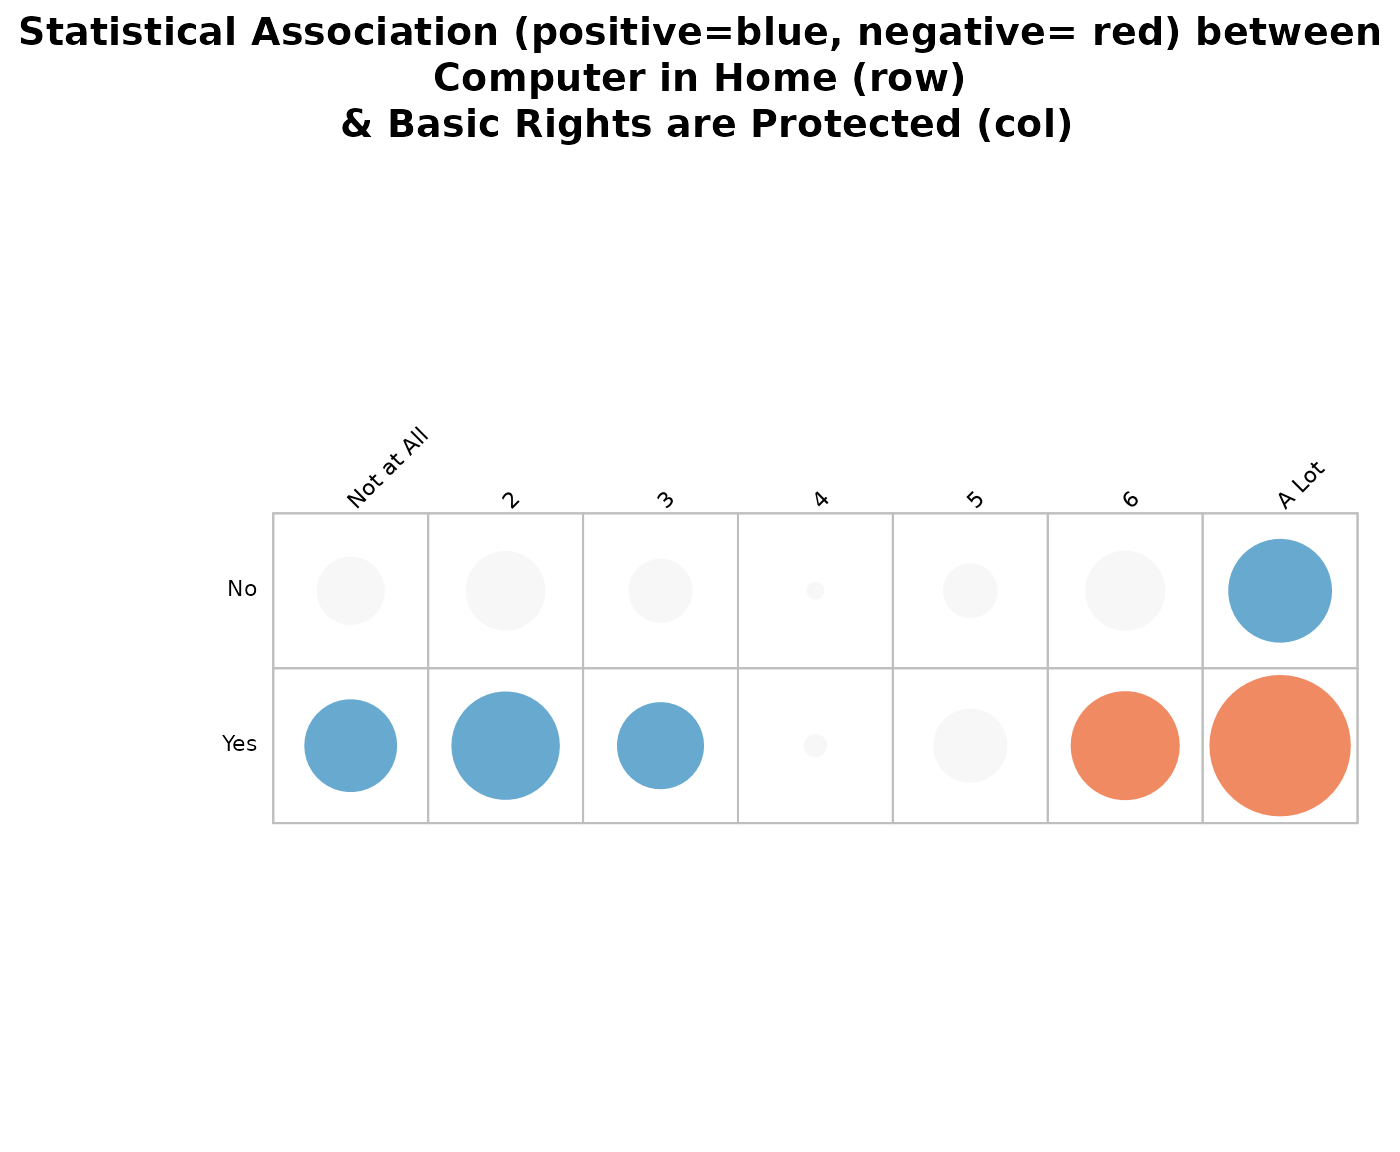 Statistical Association (positive=blue, negative= red) between
Computer in Home (row)
& Basic Rights are Protected (col)
Not at All
2
3
4
5
6
A Lot
No
Yes